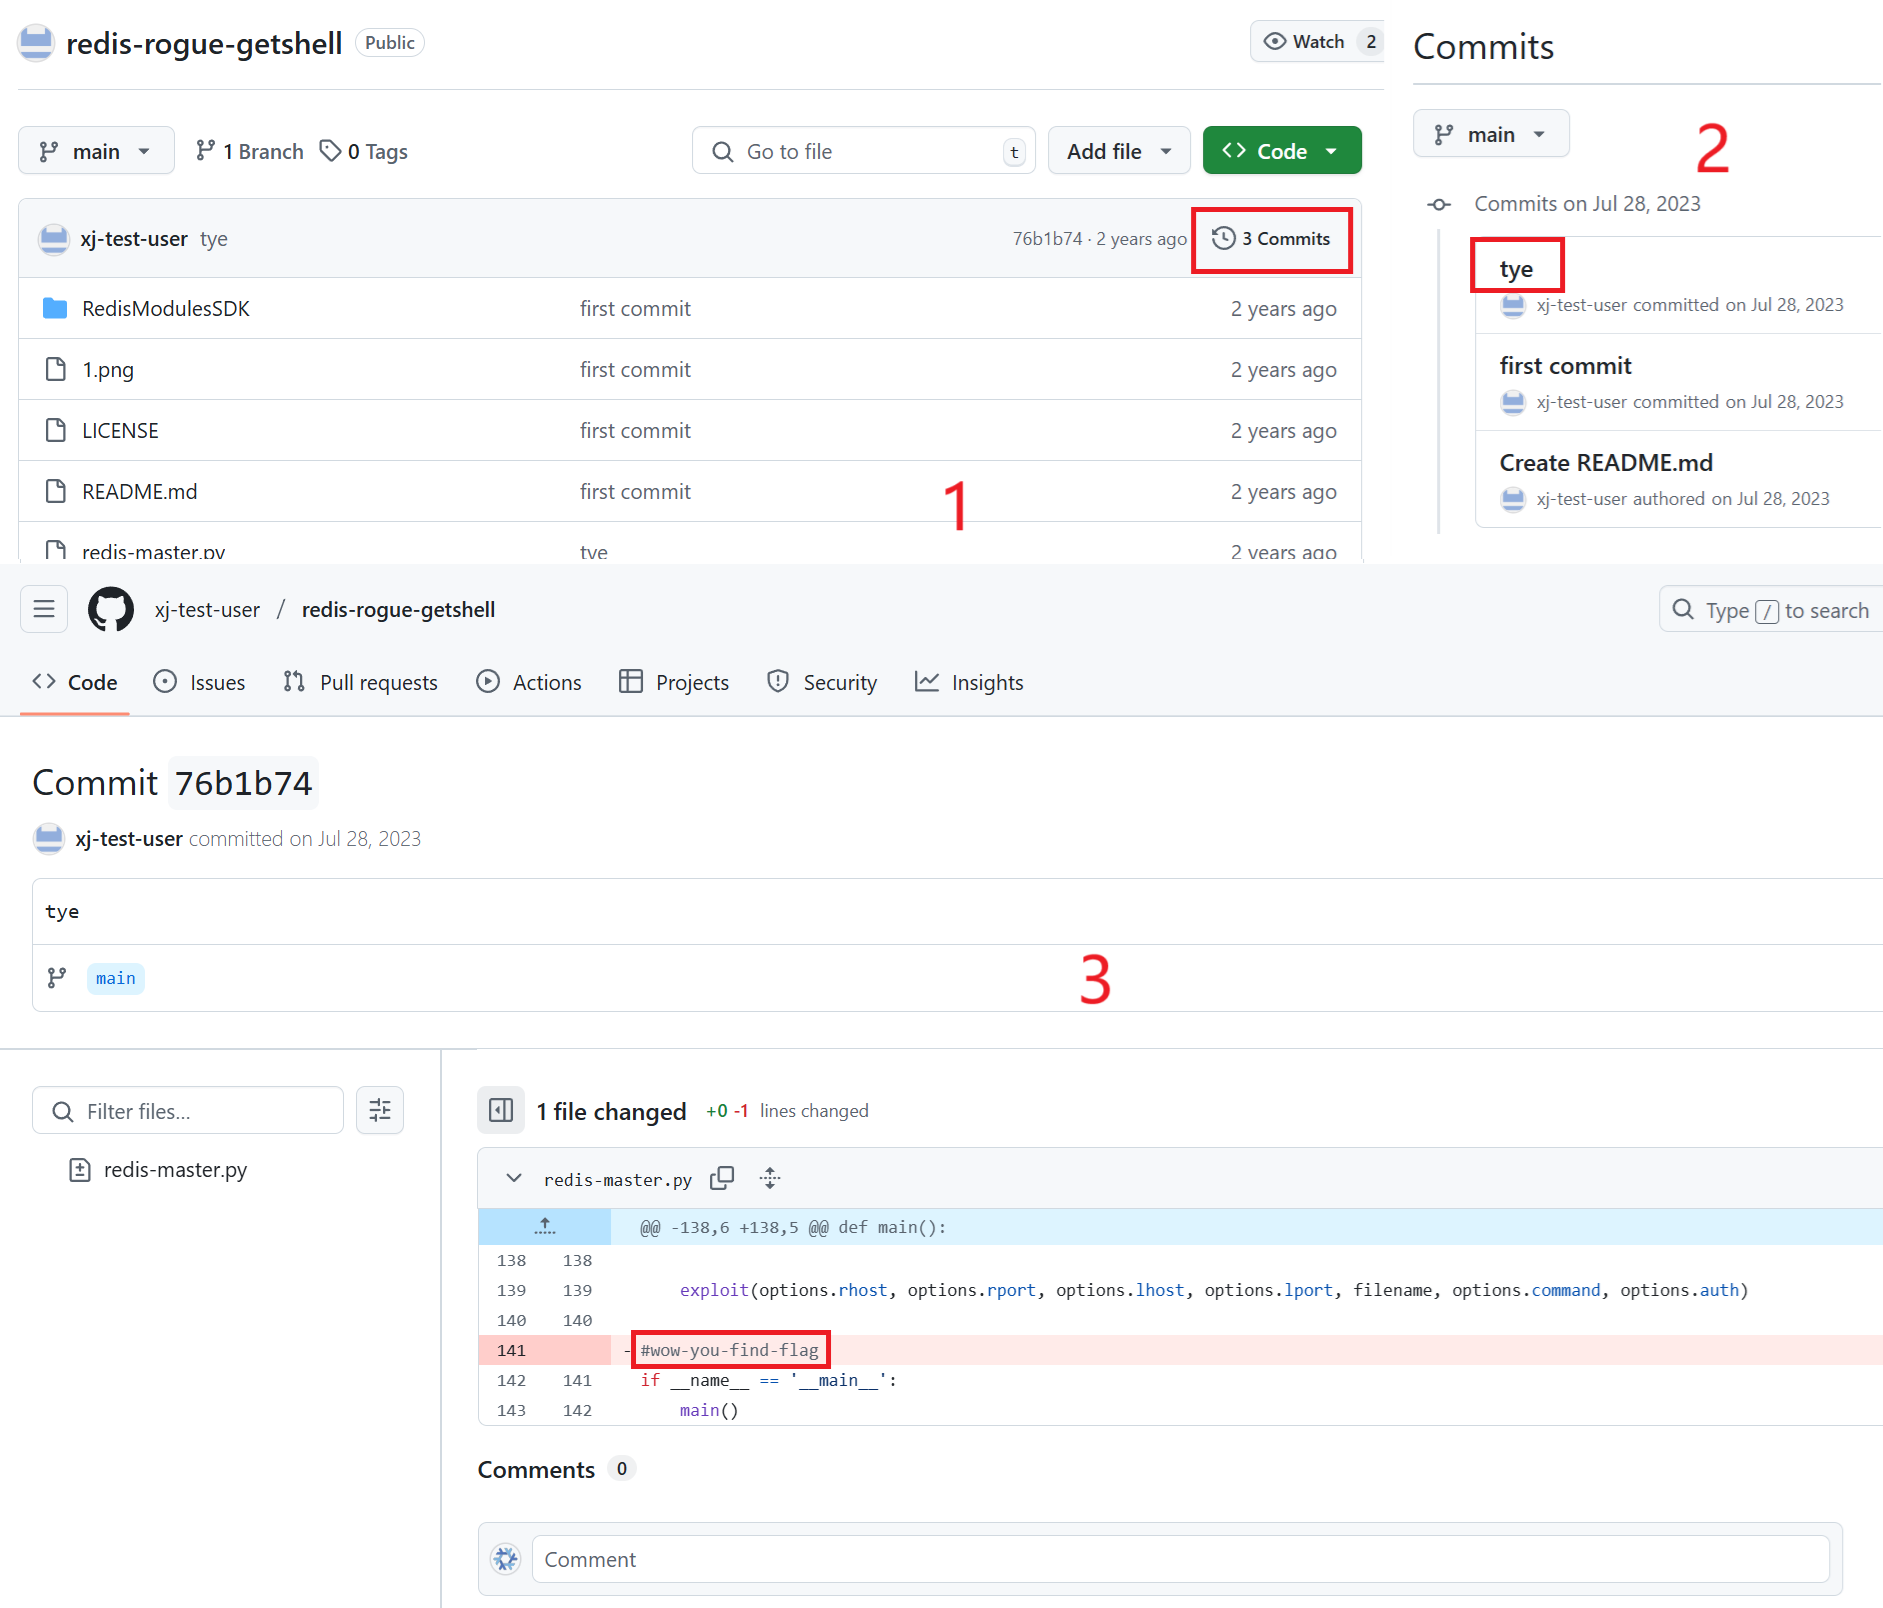 redis-rogue-getshell Public
Watch 2
main 1 Branch 0 Tags
Go to file t
Add file
Code
xj-test-user tye
76b1b74 · 2 years ago
3 Commits
RedisModulesSDK first commit 2 years ago
1.png first commit 2 years ago
LICENSE first commit 2 years ago
README.md first commit 2 years ago
redis-master.py tye 2 years ago
1
Commits
main
2
Commits on Jul 28, 2023
tye
xj-test-user committed on Jul 28, 2023
first commit
xj-test-user committed on Jul 28, 2023
Create README.md
xj-test-user authored on Jul 28, 2023
xj-test-user / redis-rogue-getshell
Type / to search
Code Issues Pull requests Actions Projects Security Insights
Commit 76b1b74
xj-test-user committed on Jul 28, 2023
tye
main
3
Filter files...
redis-master.py
1 file changed +0 -1 lines changed
redis-master.py
@@ -138,6 +138,5 @@ def main():
138 138
139 139 exploit(options.rhost, options.rport, options.lhost, options.lport, filename, options.command, options.auth)
140 140
141 - #wow-you-find-flag
142 141 if __name__ == '__main__':
143 142 main()
Comments 0
Comment